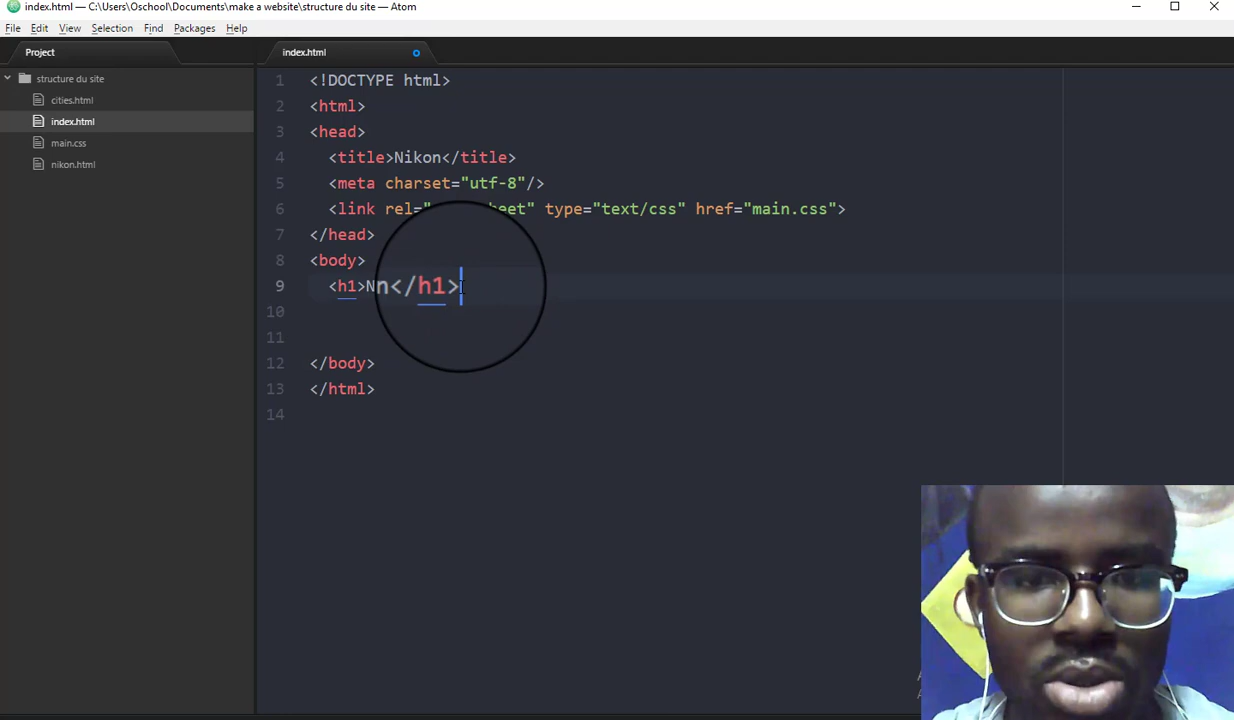 index.html — C:\Users\Oschool\Documents\make a website\structure du site — Atom
File Edit View Selection Find Packages Help
Project
index.html
structure du site
cities.html
index.html
main.css
nikon.html
1 <!DOCTYPE html>
2 <html>
3 <head>
4 <title>Nikon</title>
5 <meta charset="utf-8"/>
6 <link rel=" heet" type="text/css" href="main.css">
7 </head>
8 <body>
9 <h1>Nn</h1>
10
11
12 </body>
13 </html>
14